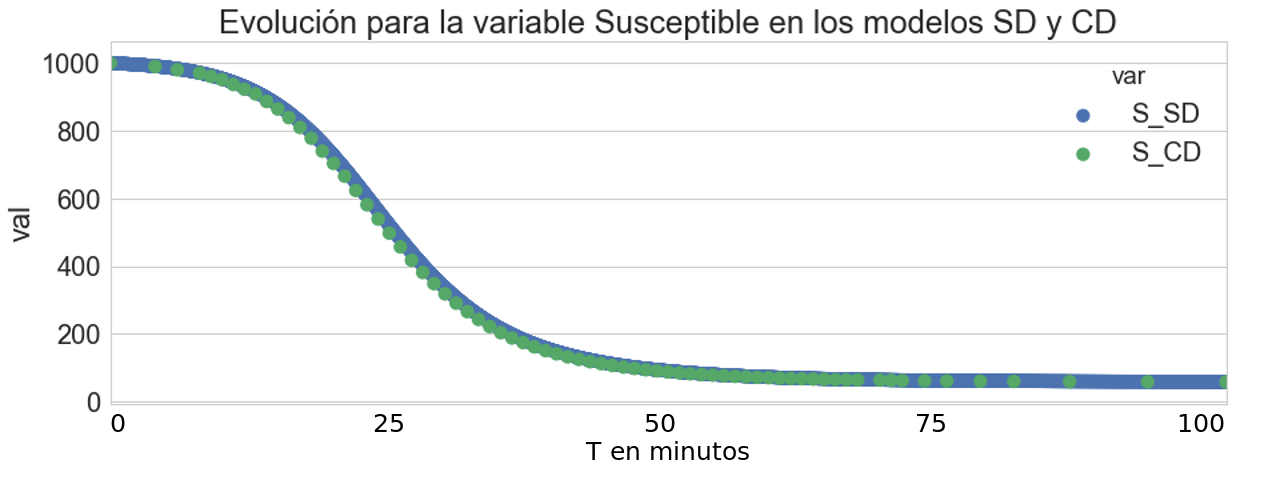 Evolución para la variable Susceptible en los modelos SD y CD
var
S_SD
S_CD
val
1000
800
600
400
200
0
0 25 50 75 100
T en minutos